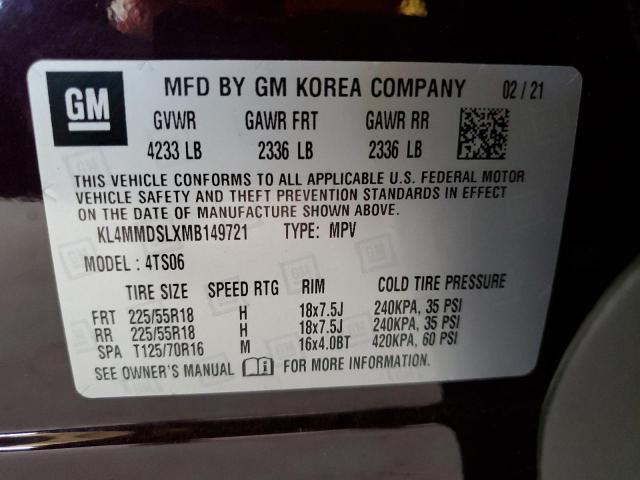 GM MFD BY GM KOREA COMPANY 02/21
GVWR GAWR FRT GAWR RR
4233 LB 2336 LB 2336 LB
THIS VEHICLE CONFORMS TO ALL APPLICABLE U.S. FEDERAL MOTOR
VEHICLE SAFETY AND THEFT PREVENTION STANDARDS IN EFFECT
ON THE DATE OF MANUFACTURE SHOWN ABOVE.
KL4MMDSLXMB149721 TYPE: MPV
MODEL: 4TS06
TIRE SIZE SPEED RTG RIM COLD TIRE PRESSURE
FRT 225/55R18 H 18x7.5J 240KPA, 35 PSI
RR 225/55R18 H 18x7.5J 240KPA, 35 PSI
SPA T125/70R16 M 16x4.0BT 420KPA, 60 PSI
SEE OWNER'S MANUAL FOR MORE INFORMATION.